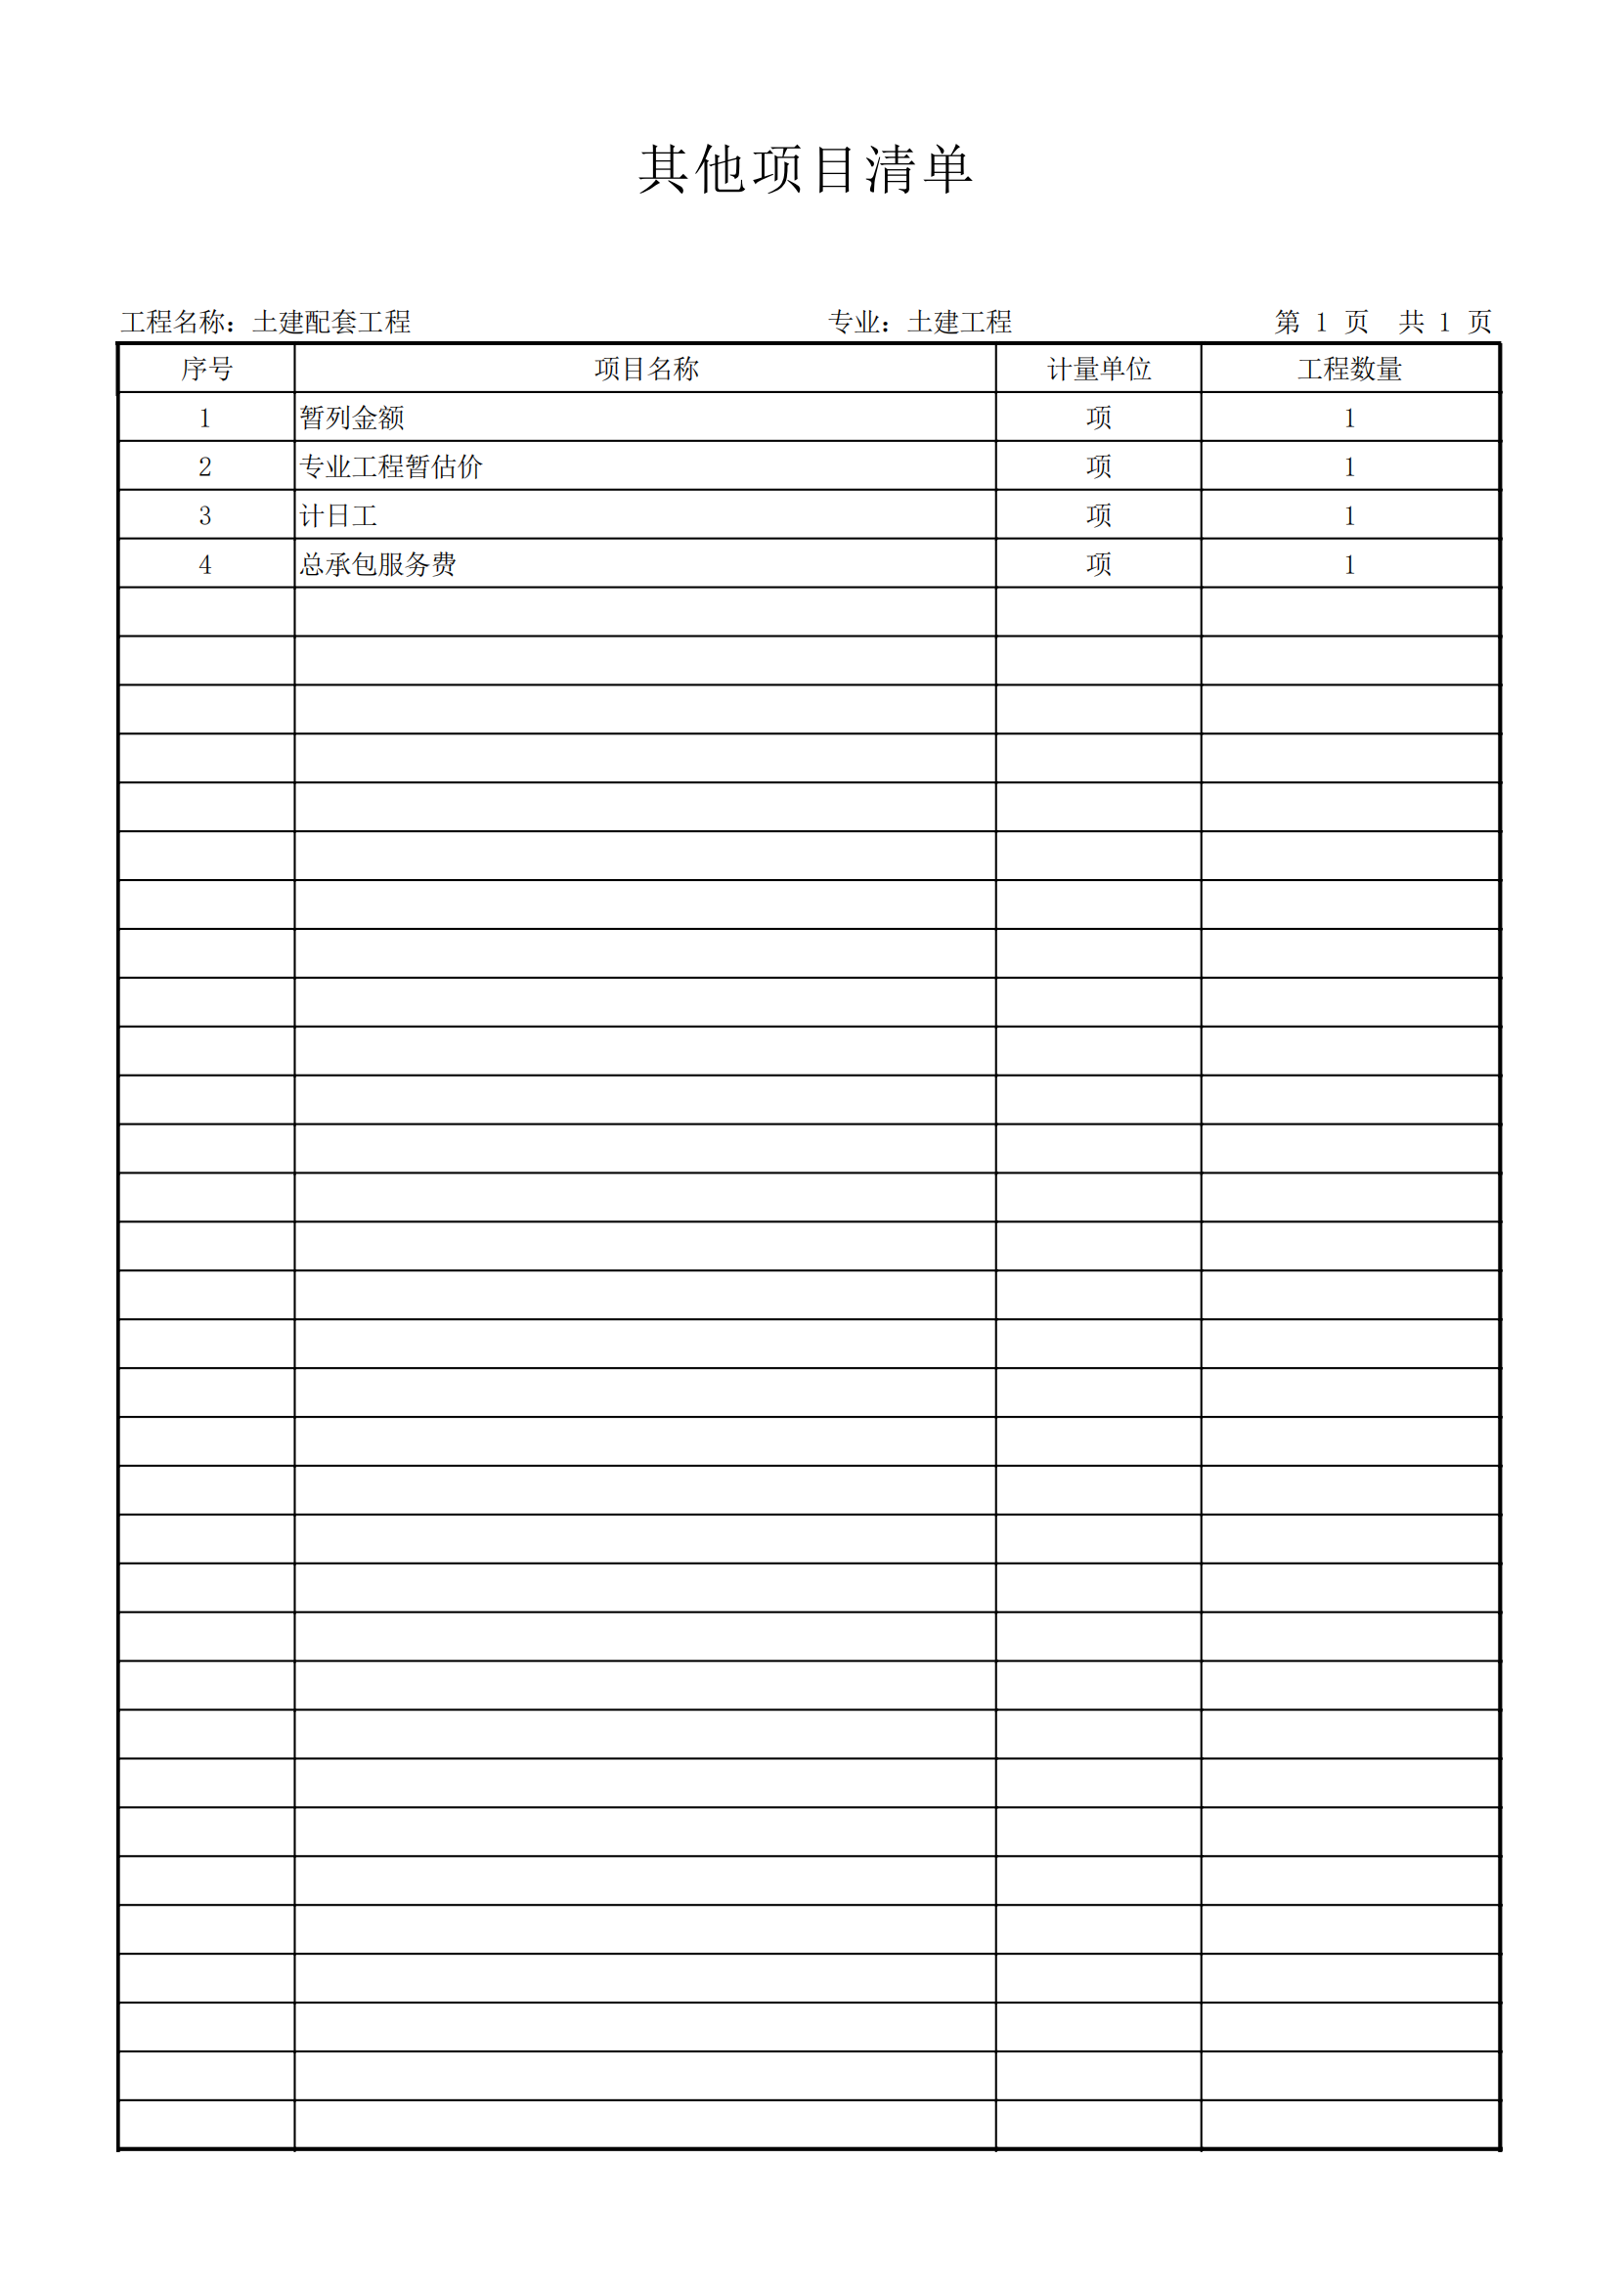 其他项目清单
工程名称：土建配套工程 专业：土建工程 第 1 页 共 1 页
序号 项目名称 计量单位 工程数量
1 暂列金额 项 1
2 专业工程暂估价 项 1
3 计日工 项 1
4 总承包服务费 项 1